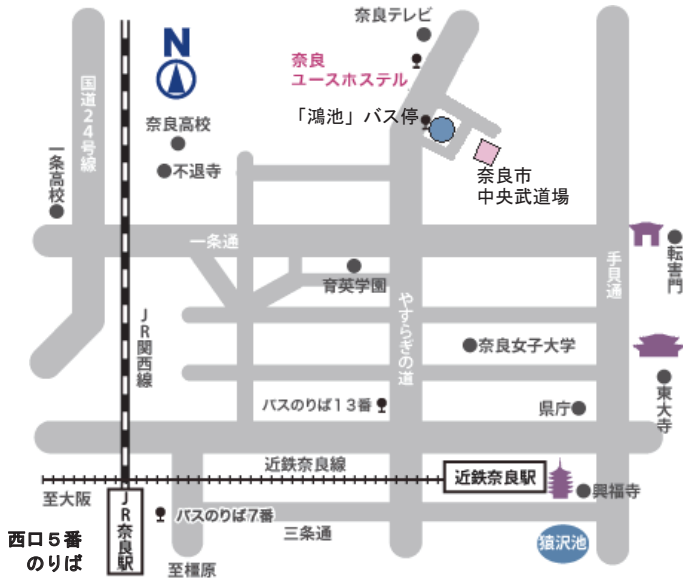 奈良テレビ
N
奈良
ユースホステル
国道24号線
奈良高校
「鴻池」バス停
一条高校
不退寺
奈良市
中央武道場
一条通
転害門
手貝通
育英学園
やすらぎの道
JR関西線
奈良女子大学
バスのりば13番
県庁
東大寺
近鉄奈良線
近鉄奈良駅
至大阪
興福寺
JR奈良駅
バスのりば7番
三条通
西口5番
のりば
猿沢池
至橿原